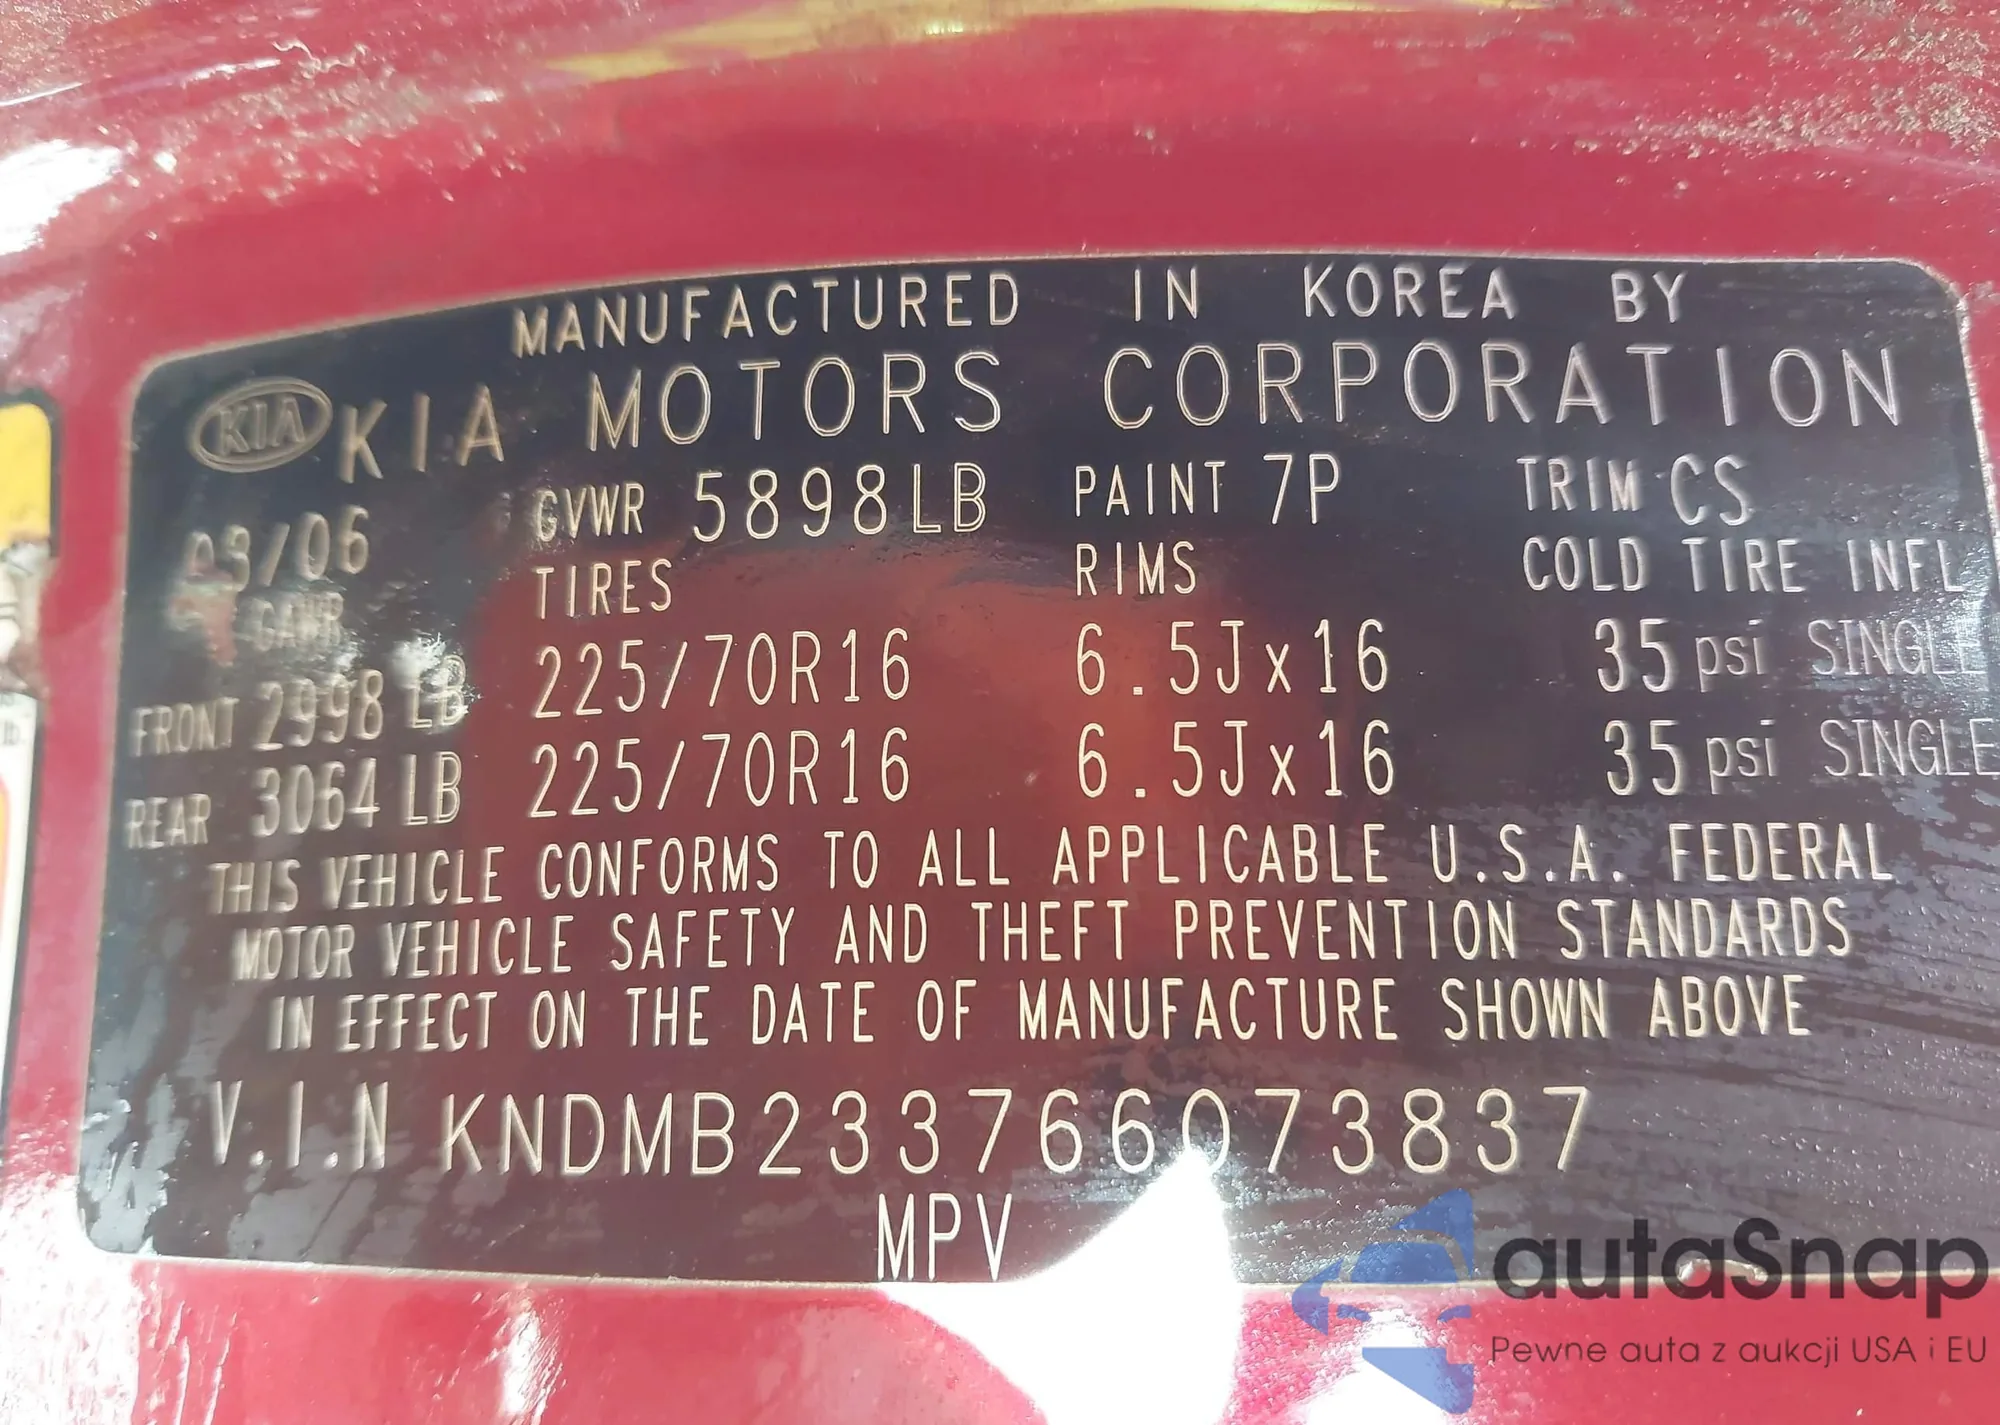 MANUFACTURED IN KOREA BY
KIA KIA MOTORS CORPORATION
09/06 GVWR 5898LB PAINT 7P TRIM CS
GAWR TIRES RIMS COLD TIRE INFL
FRONT 2998 LB 225/70R16 6.5Jx16 35 psi SINGLE
REAR 3064 LB 225/70R16 6.5Jx16 35 psi SINGLE
THIS VEHICLE CONFORMS TO ALL APPLICABLE U.S.A. FEDERAL
MOTOR VEHICLE SAFETY AND THEFT PREVENTION STANDARDS
IN EFFECT ON THE DATE OF MANUFACTURE SHOWN ABOVE
V.I.N KNDMB233766073837
MPV
autaSnap
Pewne auta z aukcji USA i EU